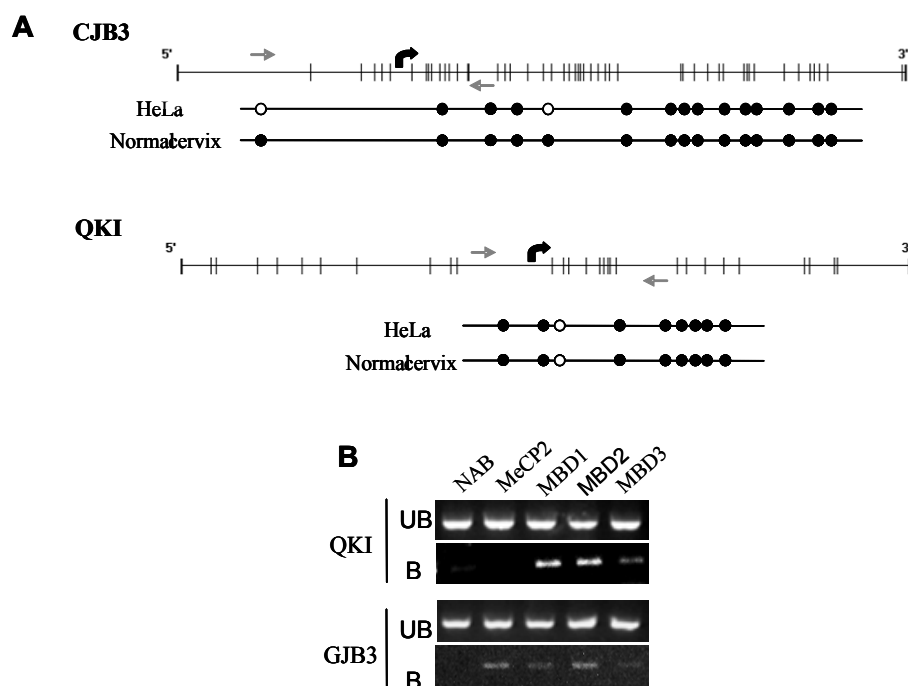 A
CJB3
5'
3'
HeLa
Normalcervix
QKI
5'
3
HeLa
Normalcervix
B
NAB MeCP2 MBD1 MBD2 MBD3
QKI
UB
B
GJB3
UB
B